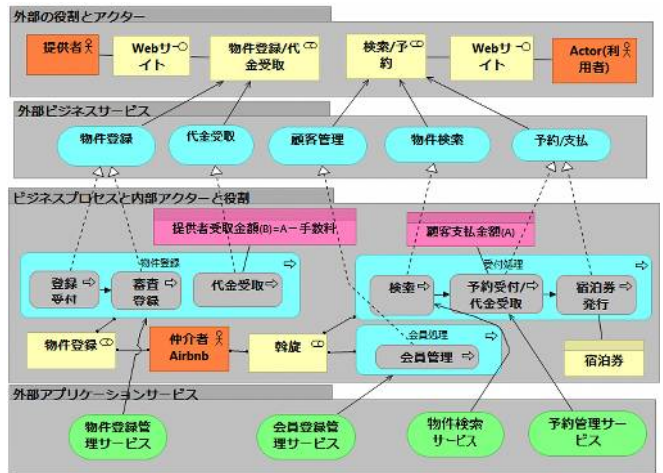 外部の役割とアクター
提供者
Webサ
イト
物件登録/代
金受取
検索/予
約
Webサ
イト
Actor(利
用者)
外部ビジネスサービス
物件登録
代金受取
顧客管理
物件検索
予約/支払
ビジネスプロセスと内部アクターと役割
提供者受取金額(B)=A－手数料
顧客支払金額(A)
物件登録
登録
受付
審査
登録
代金受取
受付処理
検索
予約受付/
代金受取
宿泊券
発行
物件登録
仲介者
Airbnb
斡旋
会員処理
会員管理
宿泊券
外部アプリケーションサービス
物件登録管
理サービス
会員登録管
理サービス
物件検索
サービス
予約管理サー
ビス